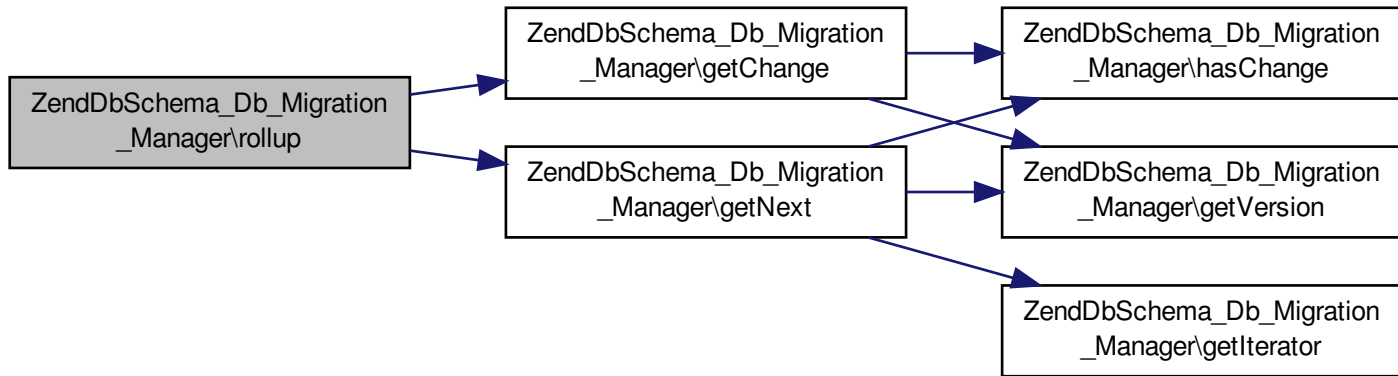 ZendDbSchema_Db_Migration
_Manager\rollup
ZendDbSchema_Db_Migration
_Manager\getChange
ZendDbSchema_Db_Migration
_Manager\getNext
ZendDbSchema_Db_Migration
_Manager\hasChange
ZendDbSchema_Db_Migration
_Manager\getVersion
ZendDbSchema_Db_Migration
_Manager\getIterator